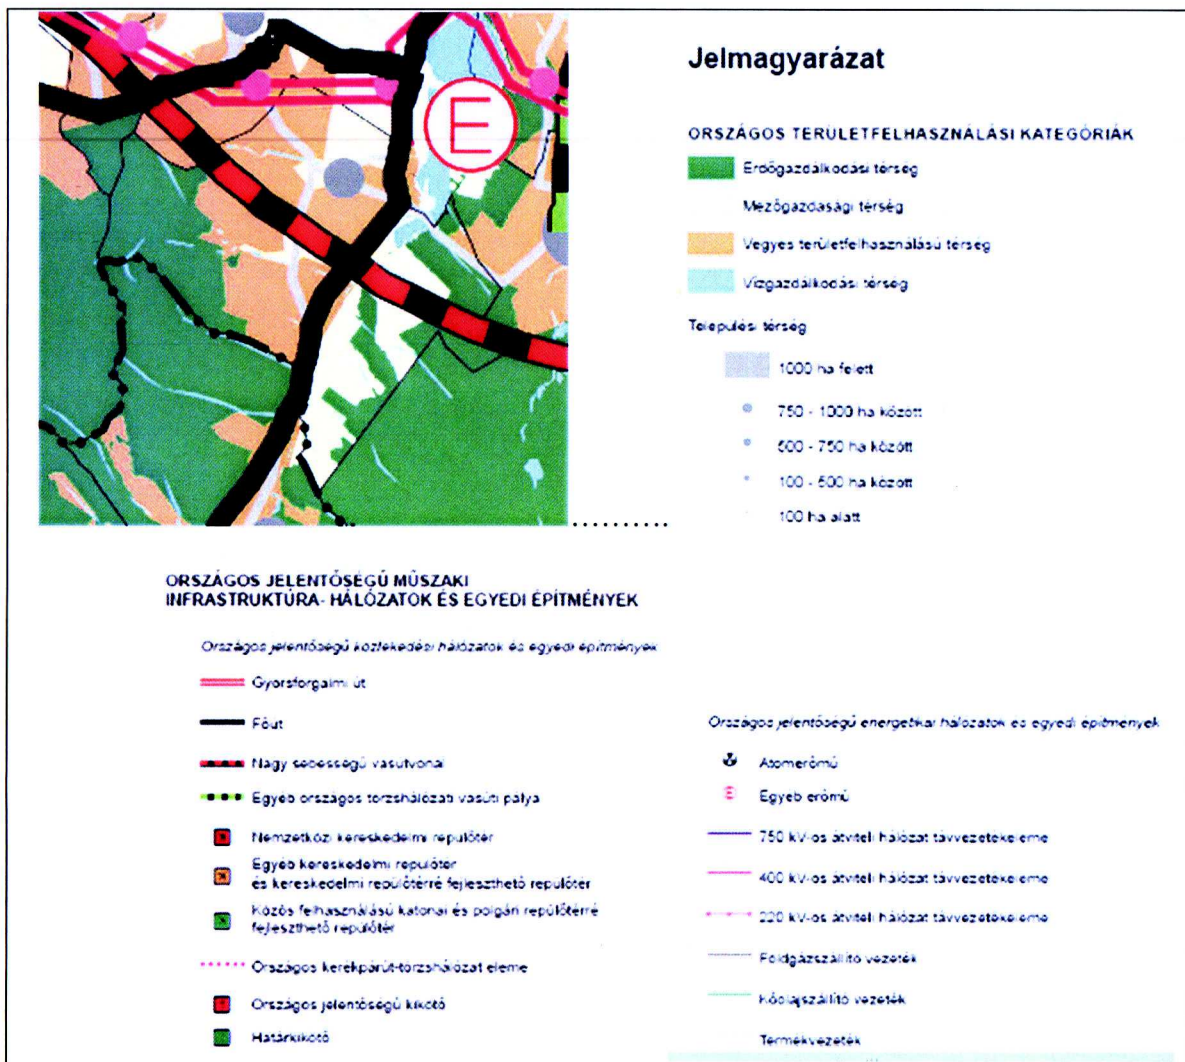 E
Jelmagyarázat
ORSZÁGOS TERÜLETFELHASZNÁLÁSI KATEGÓRIÁK
Erdőgazdálkodási térség
Mezőgazdasági térség
Vegyes területfelhasználású térség
Vízgazdálkodási térség
Települési térség
1000 ha felett
750 - 1000 ha között
500 - 750 ha között
100 - 500 ha között
100 ha alatt
ORSZÁGOS JELENTŐSÉGŰ MŰSZAKI
INFRASTRUKTÚRA- HÁLÓZATOK ÉS EGYEDI ÉPÍTMÉNYEK
Országos jelentőségű közlekedési hálózatok és egyedi építmények
Gyorsforgalmi út
Főút
Nagy sebességű vasútvonal
Egyéb országos törzshálózati vasúti pálya
Nemzetközi kereskedelmi repülőtér
Egyéb kereskedelmi repülőtér
és kereskedelmi repülőtérré fejleszthető repülőtér
Közös felhasználású katonai és polgári repülőtérré
fejleszthető repülőtér
Országos kerékpárút-törzshálózat eleme
Országos jelentőségű kikötő
Határkikötő
Országos jelentőségű energetikai hálózatok és egyedi építmények
Atomerőmű
E Egyéb erőmű
750 kV-os átviteli hálózat távvezetékeleme
400 kV-os átviteli hálózat távvezetékeleme
220 kV-os átviteli hálózat távvezetékeleme
Földgázszállító vezeték
Kőolajszállító vezeték
Termékvezeték